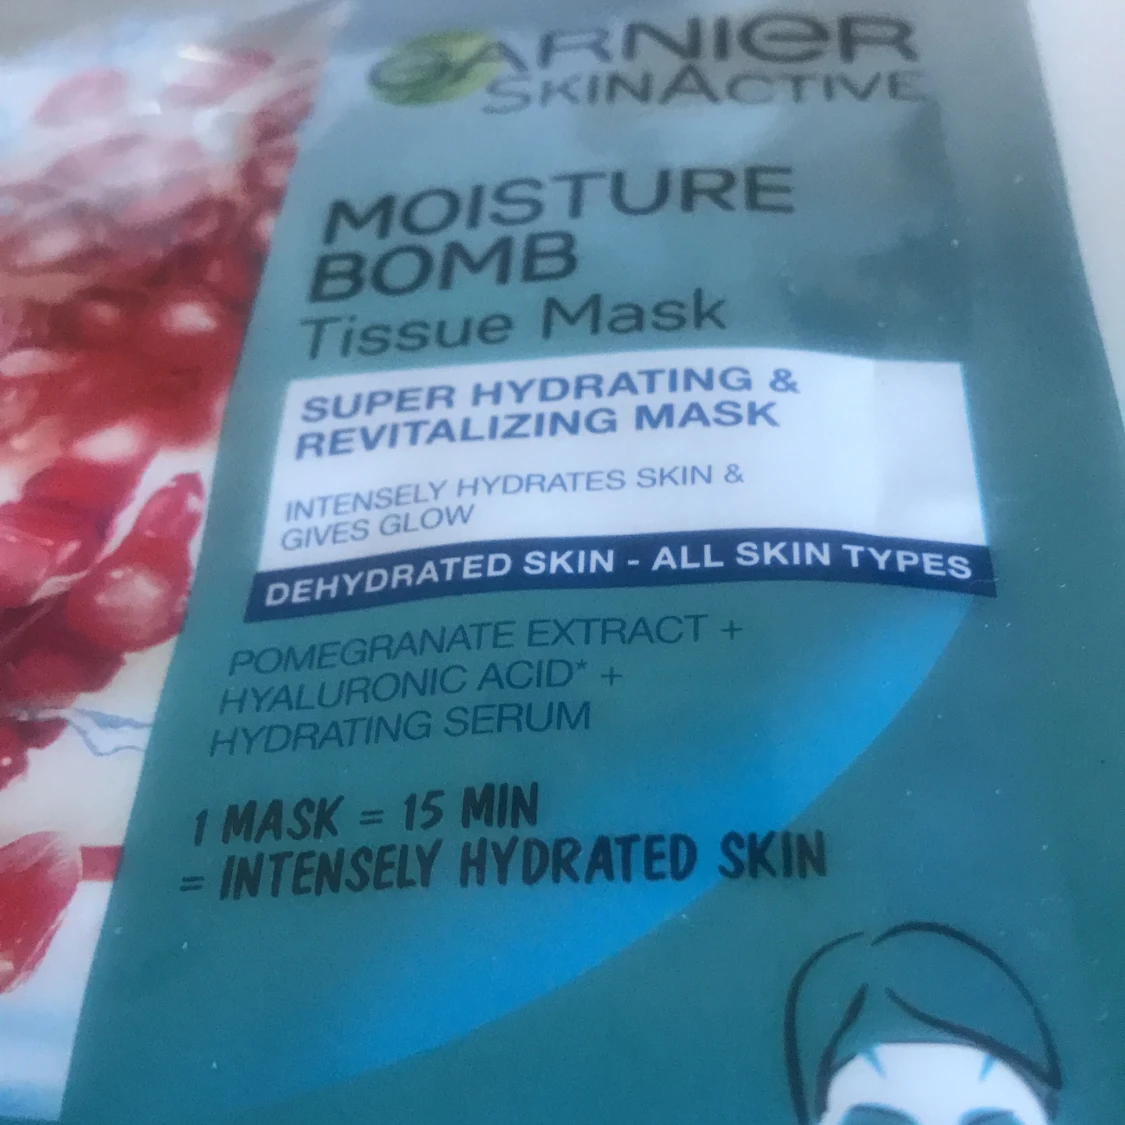 GARNIER
SKINACTIVE
MOISTURE
BOMB
Tissue Mask
SUPER HYDRATING &
REVITALIZING MASK
INTENSELY HYDRATES SKIN &
GIVES GLOW
DEHYDRATED SKIN - ALL SKIN TYPES
POMEGRANATE EXTRACT +
HYALURONIC ACID* +
HYDRATING SERUM
1 MASK = 15 MIN
= INTENSELY HYDRATED SKIN